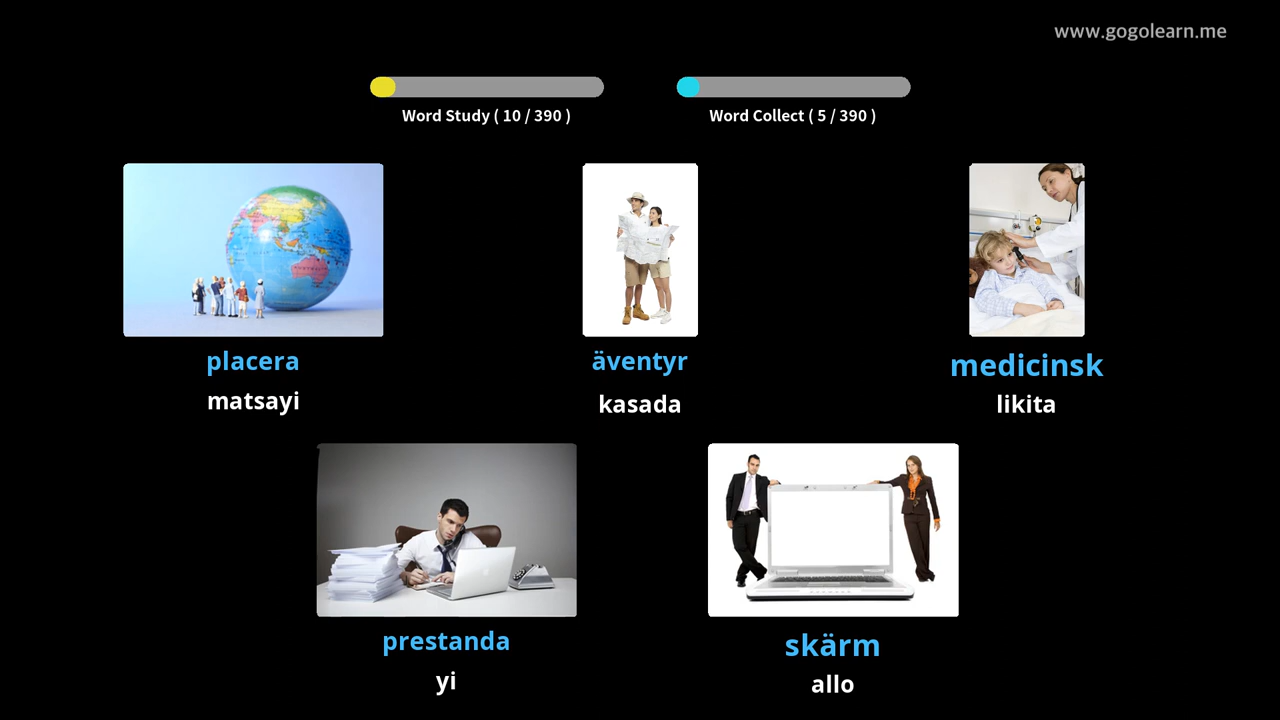 www.gogolearn.me
Word Study ( 10 / 390 )
Word Collect ( 5 / 390 )
placera
matsayi
äventyr
kasada
medicinsk
likita
prestanda
yi
skärm
allo